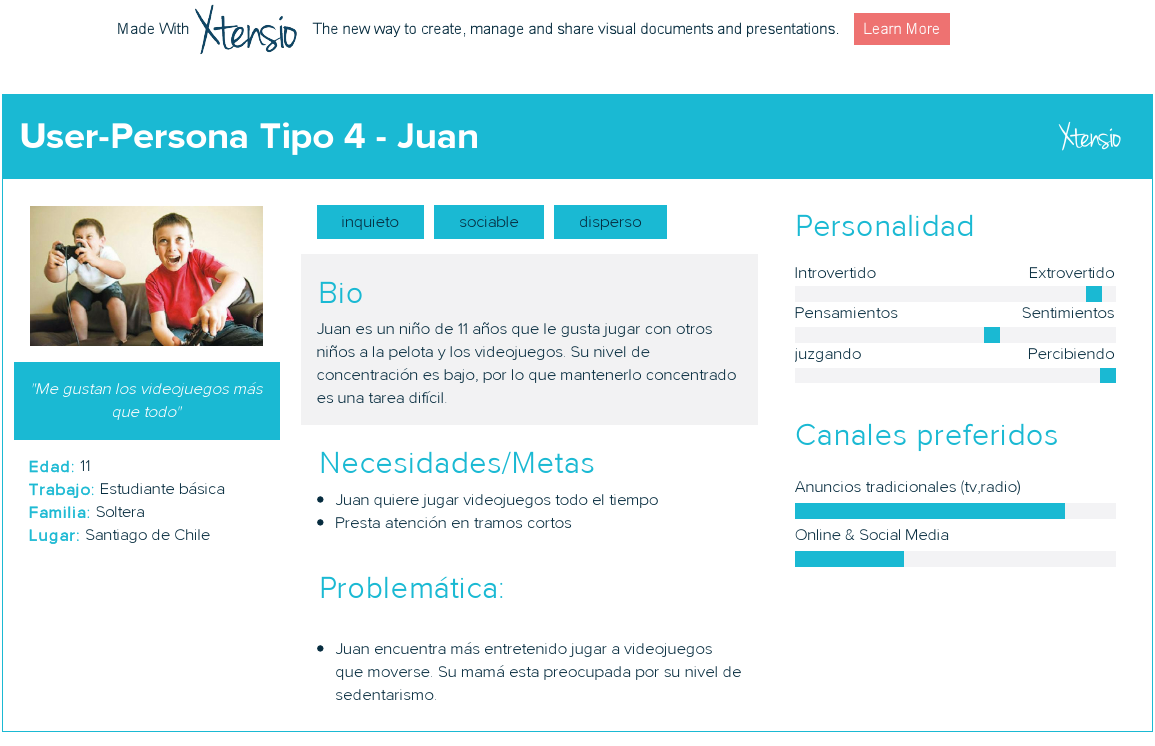 Made With Xtensio The new way to create, manage and share visual documents and presentations. Learn More
User-Persona Tipo 4 - Juan
Xtensio
"Me gustan los videojuegos más
que todo"
Edad: 11
Trabajo: Estudiante básica
Familia: Soltera
Lugar: Santiago de Chile
inquieto sociable disperso
Bio
Juan es un niño de 11 años que le gusta jugar con otros
niños a la pelota y los videojuegos. Su nivel de
concentración es bajo, por lo que mantenerlo concentrado
es una tarea difícil.
Necesidades/Metas
• Juan quiere jugar videojuegos todo el tiempo
• Presta atención en tramos cortos
Problemática:
• Juan encuentra más entretenido jugar a videojuegos
que moverse. Su mamá esta preocupada por su nivel de
sedentarismo.
Personalidad
Introvertido Extrovertido
Pensamientos Sentimientos
juzgando Percibiendo
Canales preferidos
Anuncios tradicionales (tv,radio)
Online & Social Media